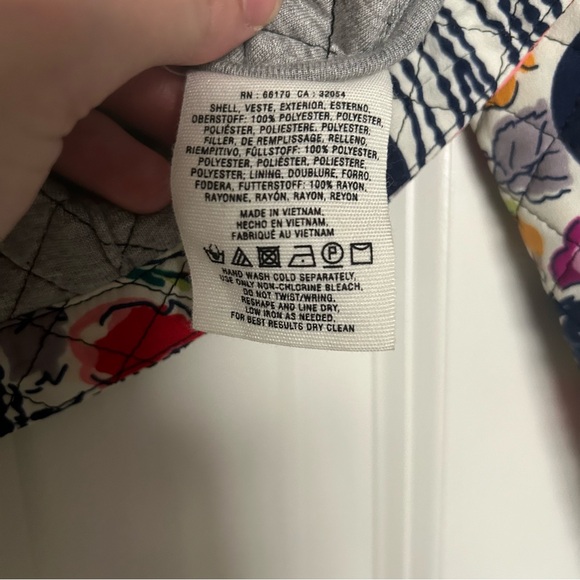 RN: 66170 CA: 32054
SHELL, VESTE, EXTERIOR, ESTERNO,
OBERSTOFF: 100% POLYESTER, POLYESTER,
POLIÉSTER, POLIESTERE, POLYESTER,
FILLER, DE REMPLISSAGE, RELLENO,
RIEMPITIVO, FÜLLSTOFF: 100% POLYESTER,
POLYESTER, POLIÉSTER, POLIESTERE,
POLYESTER; LINING, DOUBLURE, FORRO,
FODERA, FUTTERSTOFF: 100% RAYON,
RAYONNE, RAYÓN, RAYON, REYON
MADE IN VIETNAM,
HECHO EN VIETNAM,
FABRIQUÉ AU VIETNAM
HAND WASH COLD SEPARATELY,
USE ONLY NON-CHLORINE BLEACH,
DO NOT TWIST/WRING,
RESHAPE AND LINE DRY,
LOW IRON AS NEEDED,
FOR BEST RESULTS DRY CLEAN